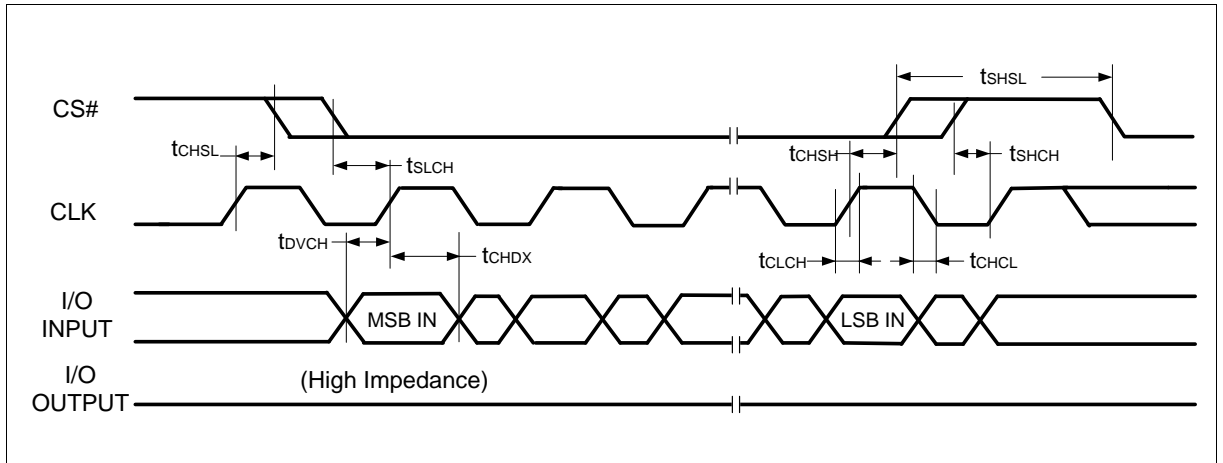 tSHSL
CS#
tCHSL
tSLCH
tCHSH
tSHCH
CLK
tDVCH
tCHDX
tCLCH
tCHCL
I/O
INPUT
MSB IN
LSB IN
I/O
OUTPUT
(High Impedance)